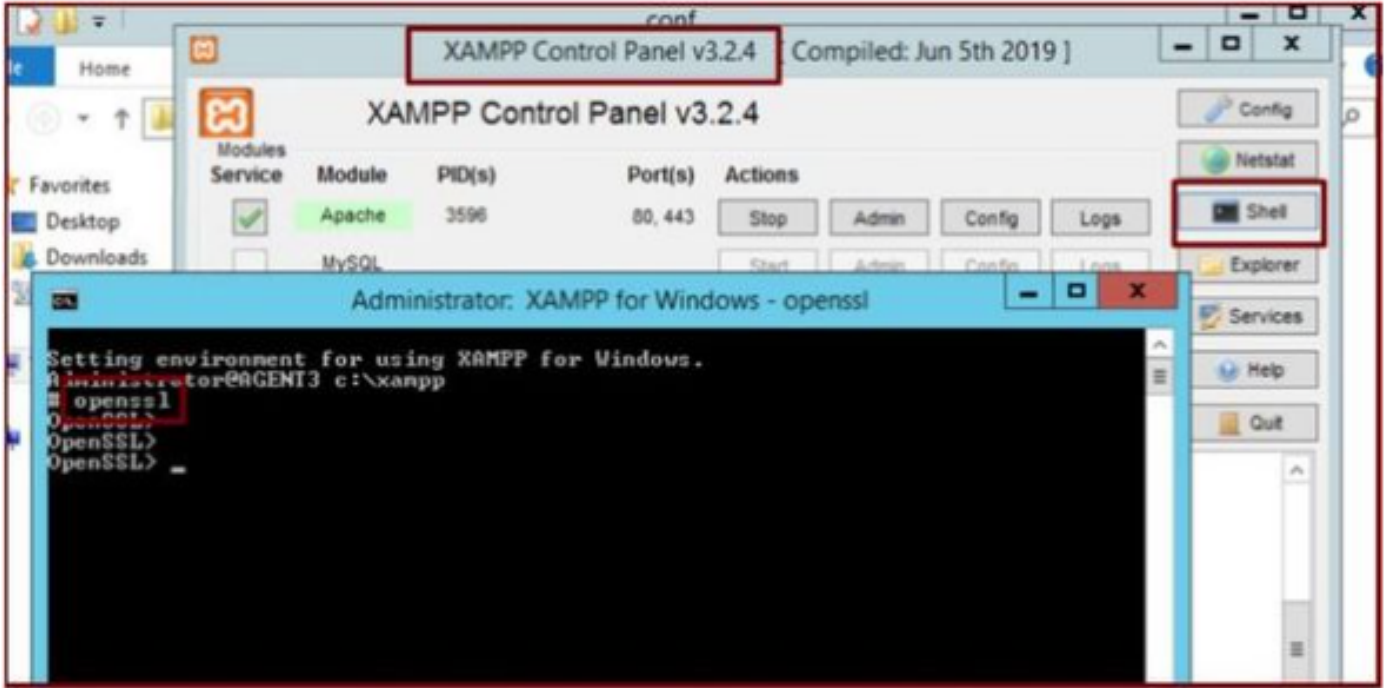 conf
XAMPP Control Panel v3.2.4 [ Compiled: Jun 5th 2019 ]
Home
XAMPP Control Panel v3.2.4
Config
Modules
Service Module PID(s) Port(s) Actions
Netstat
Favorites
Apache 3596 80, 443 Stop Admin Config Logs
Shell
Desktop
Downloads
MySQL Start Admin Config Logs
Explorer
Administrator: XAMPP for Windows - openssl
Services
Setting environment for using XAMPP for Windows.
Administrator@AGENT3 c:\xampp
# openssl
Help
OpenSSL>
OpenSSL>
Quit
OpenSSL> _